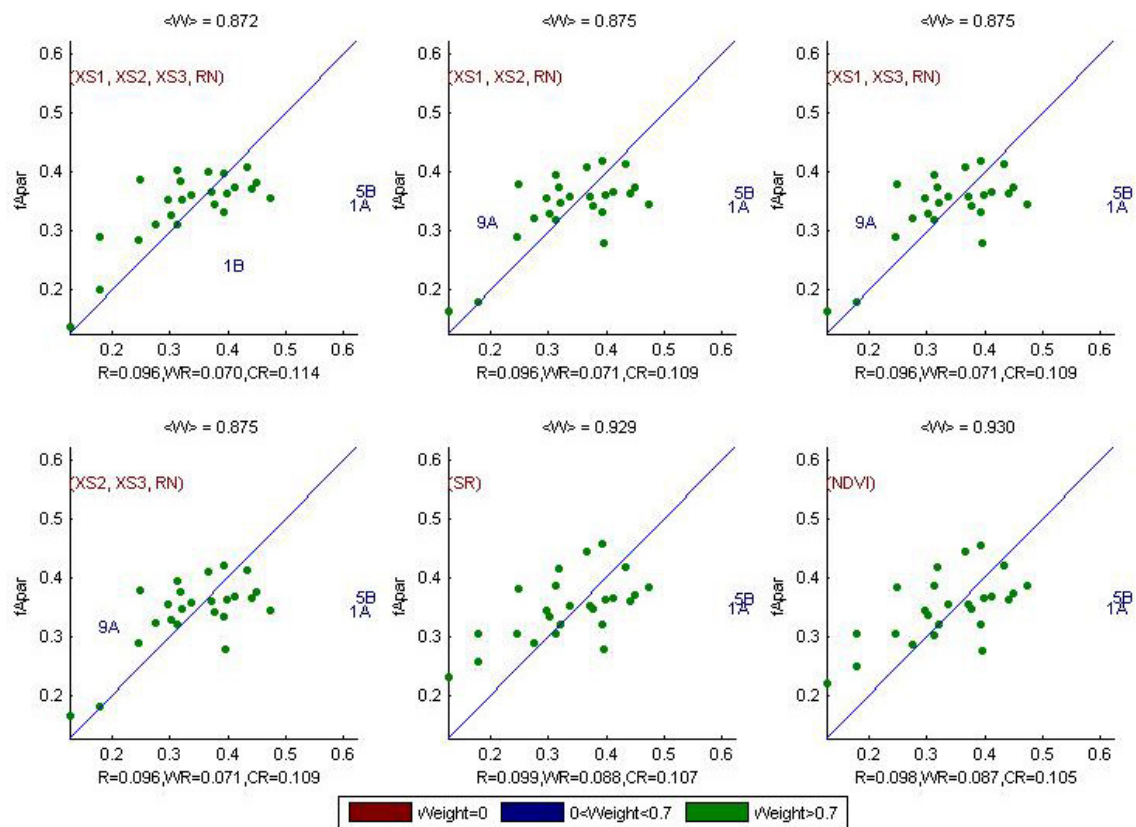 <W> = 0.872
<W> = 0.875
<W> = 0.875
0.6
0.5
0.4
0.3
0.2
fApar
(XS1, XS2, XS3, RN)
1B
5B
1A
0.2 0.3 0.4 0.5 0.6
R=0.096,WR=0.070,CR=0.114
0.6
0.5
0.4
0.3
0.2
fApar
(XS1, XS2, RN)
9A
5B
1A
0.2 0.3 0.4 0.5 0.6
R=0.096,WR=0.071,CR=0.109
0.6
0.5
0.4
0.3
0.2
fApar
(XS1, XS3, RN)
9A
5B
1A
0.2 0.3 0.4 0.5 0.6
R=0.096,WR=0.071,CR=0.109
<W> = 0.875
<W> = 0.929
<W> = 0.930
0.6
0.5
0.4
0.3
0.2
fApar
(XS2, XS3, RN)
9A
5B
1A
0.2 0.3 0.4 0.5 0.6
R=0.096,WR=0.071,CR=0.109
0.6
0.5
0.4
0.3
0.2
fApar
(SR)
5B
1A
0.2 0.3 0.4 0.5 0.6
R=0.099,WR=0.088,CR=0.107
0.6
0.5
0.4
0.3
0.2
fApar
(NDVI)
5B
1A
0.2 0.3 0.4 0.5 0.6
R=0.098,WR=0.087,CR=0.105
Weight=0 0<Weight<0.7 Weight>0.7